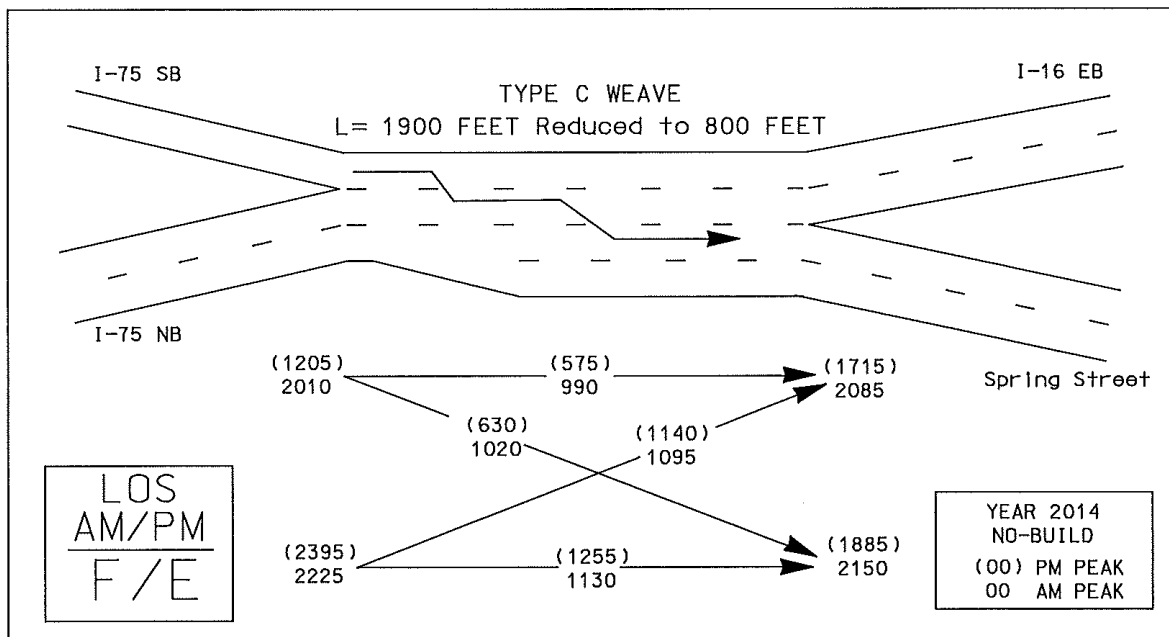 I-75 SB
I-16 EB
TYPE C WEAVE
L= 1900 FEET Reduced to 800 FEET
I-75 NB
Spring Street
(1205)
2010
(575)
990
(1715)
2085
(630)
1020
(1140)
1095
(2395)
2225
(1255)
1130
(1885)
2150
LOS
AM/PM
F/E
YEAR 2014
NO-BUILD
(00) PM PEAK
00 AM PEAK